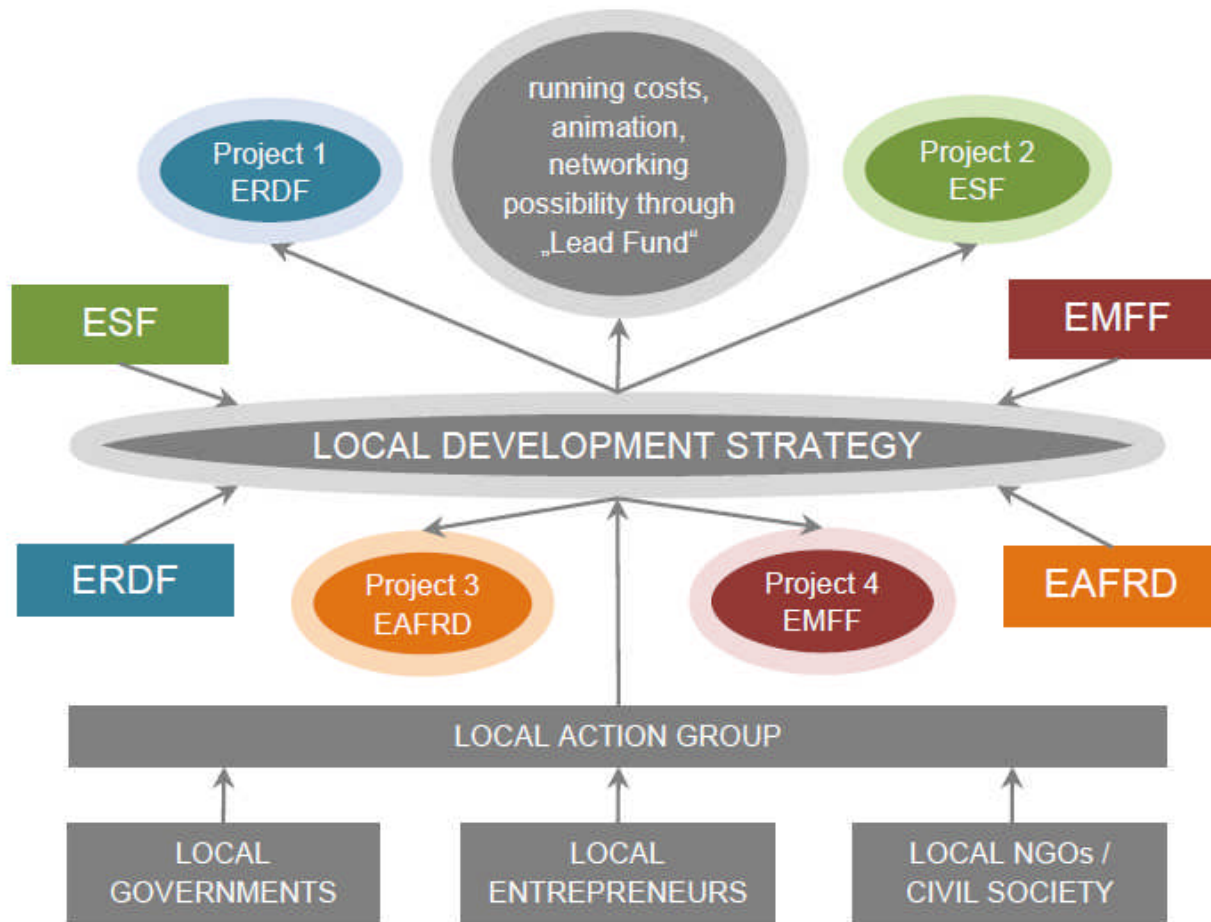 running costs,
animation,
networking
possibility through
„Lead Fund“
Project 1
ERDF
Project 2
ESF
ESF
EMFF
LOCAL DEVELOPMENT STRATEGY
ERDF
Project 3
EAFRD
Project 4
EMFF
EAFRD
LOCAL ACTION GROUP
LOCAL
GOVERNMENTS
LOCAL
ENTREPRENEURS
LOCAL NGOs /
CIVIL SOCIETY